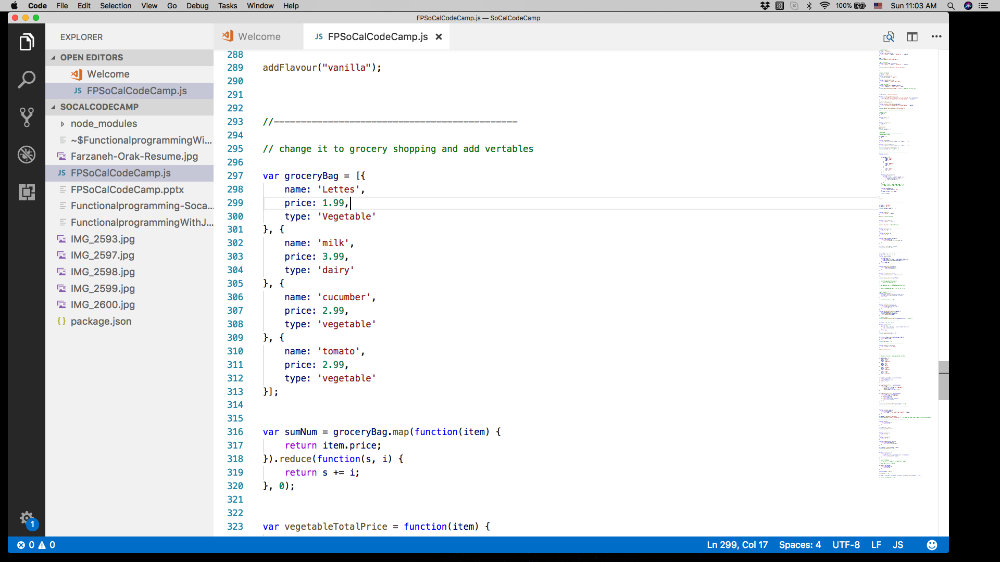 Code File Edit Selection View Go Debug Tasks Window Help 100% Sun 11:03 AM
FPSoCalCodeCamp.js — SoCalCodeCamp
EXPLORER
OPEN EDITORS
Welcome
JS FPSoCalCodeCamp.js
SOCALCODECAMP
node_modules
~$FunctionalprogrammingWi...
Farzaneh-Orak-Resume.jpg
JS FPSoCalCodeCamp.js
FPSoCalCodeCamp.pptx
Functionalprogramming-Soca...
FunctionalprogrammingWithJ...
IMG_2593.jpg
IMG_2597.jpg
IMG_2598.jpg
IMG_2599.jpg
IMG_2600.jpg
{} package.json
1
Welcome JS FPSoCalCodeCamp.js
288
289 addFlavour("vanilla");
290
291
292
293 //---------------------------------------------
294
295 // change it to grocery shopping and add vertables
296
297 var groceryBag = [{
298 name: 'Lettes',
299 price: 1.99,
300 type: 'Vegetable'
301 }, {
302 name: 'milk',
303 price: 3.99,
304 type: 'dairy'
305 }, {
306 name: 'cucumber',
307 price: 2.99,
308 type: 'vegetable'
309 }, {
310 name: 'tomato',
311 price: 2.99,
312 type: 'vegetable'
313 }];
314
315
316 var sumNum = groceryBag.map(function(item) {
317 return item.price;
318 }).reduce(function(s, i) {
319 return s += i;
320 }, 0);
321
322
323 var vegetableTotalPrice = function(item) {
0 0 Ln 299, Col 17 Spaces: 4 UTF-8 LF JS